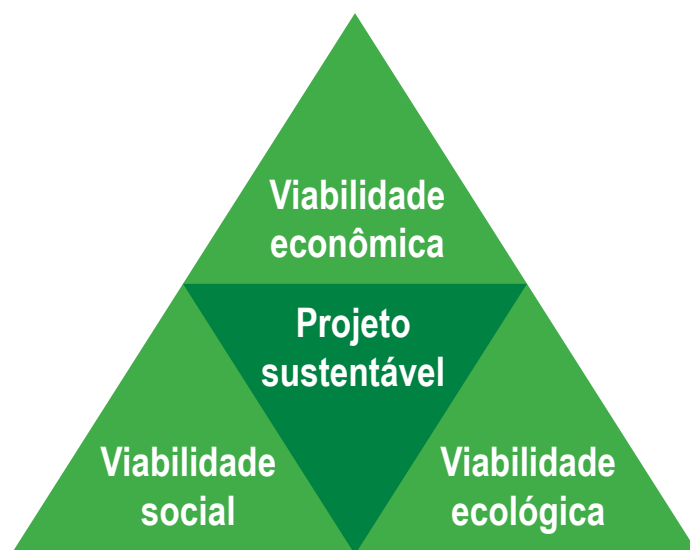 Viabilidade
econômica
Projeto
sustentável
Viabilidade
social
Viabilidade
ecológica